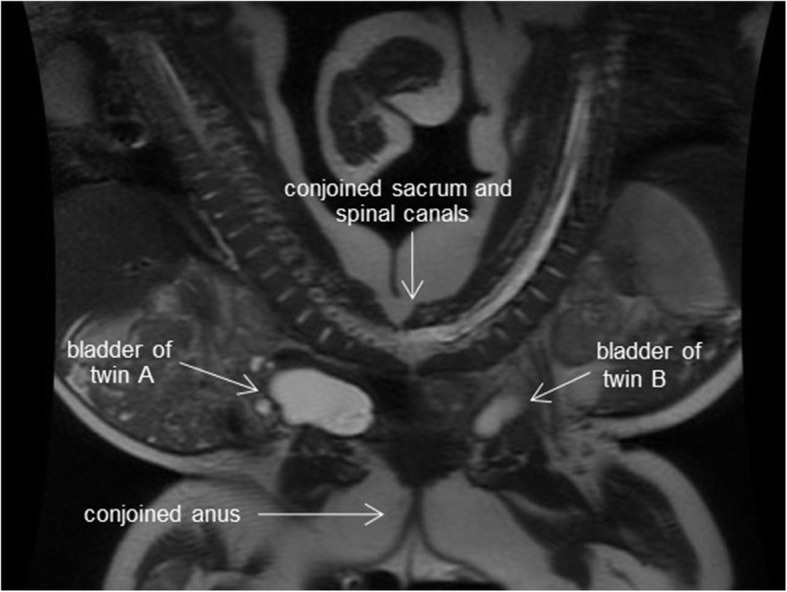 conjoined sacrum and
spinal canals
bladder of
twin A
bladder of
twin B
conjoined anus